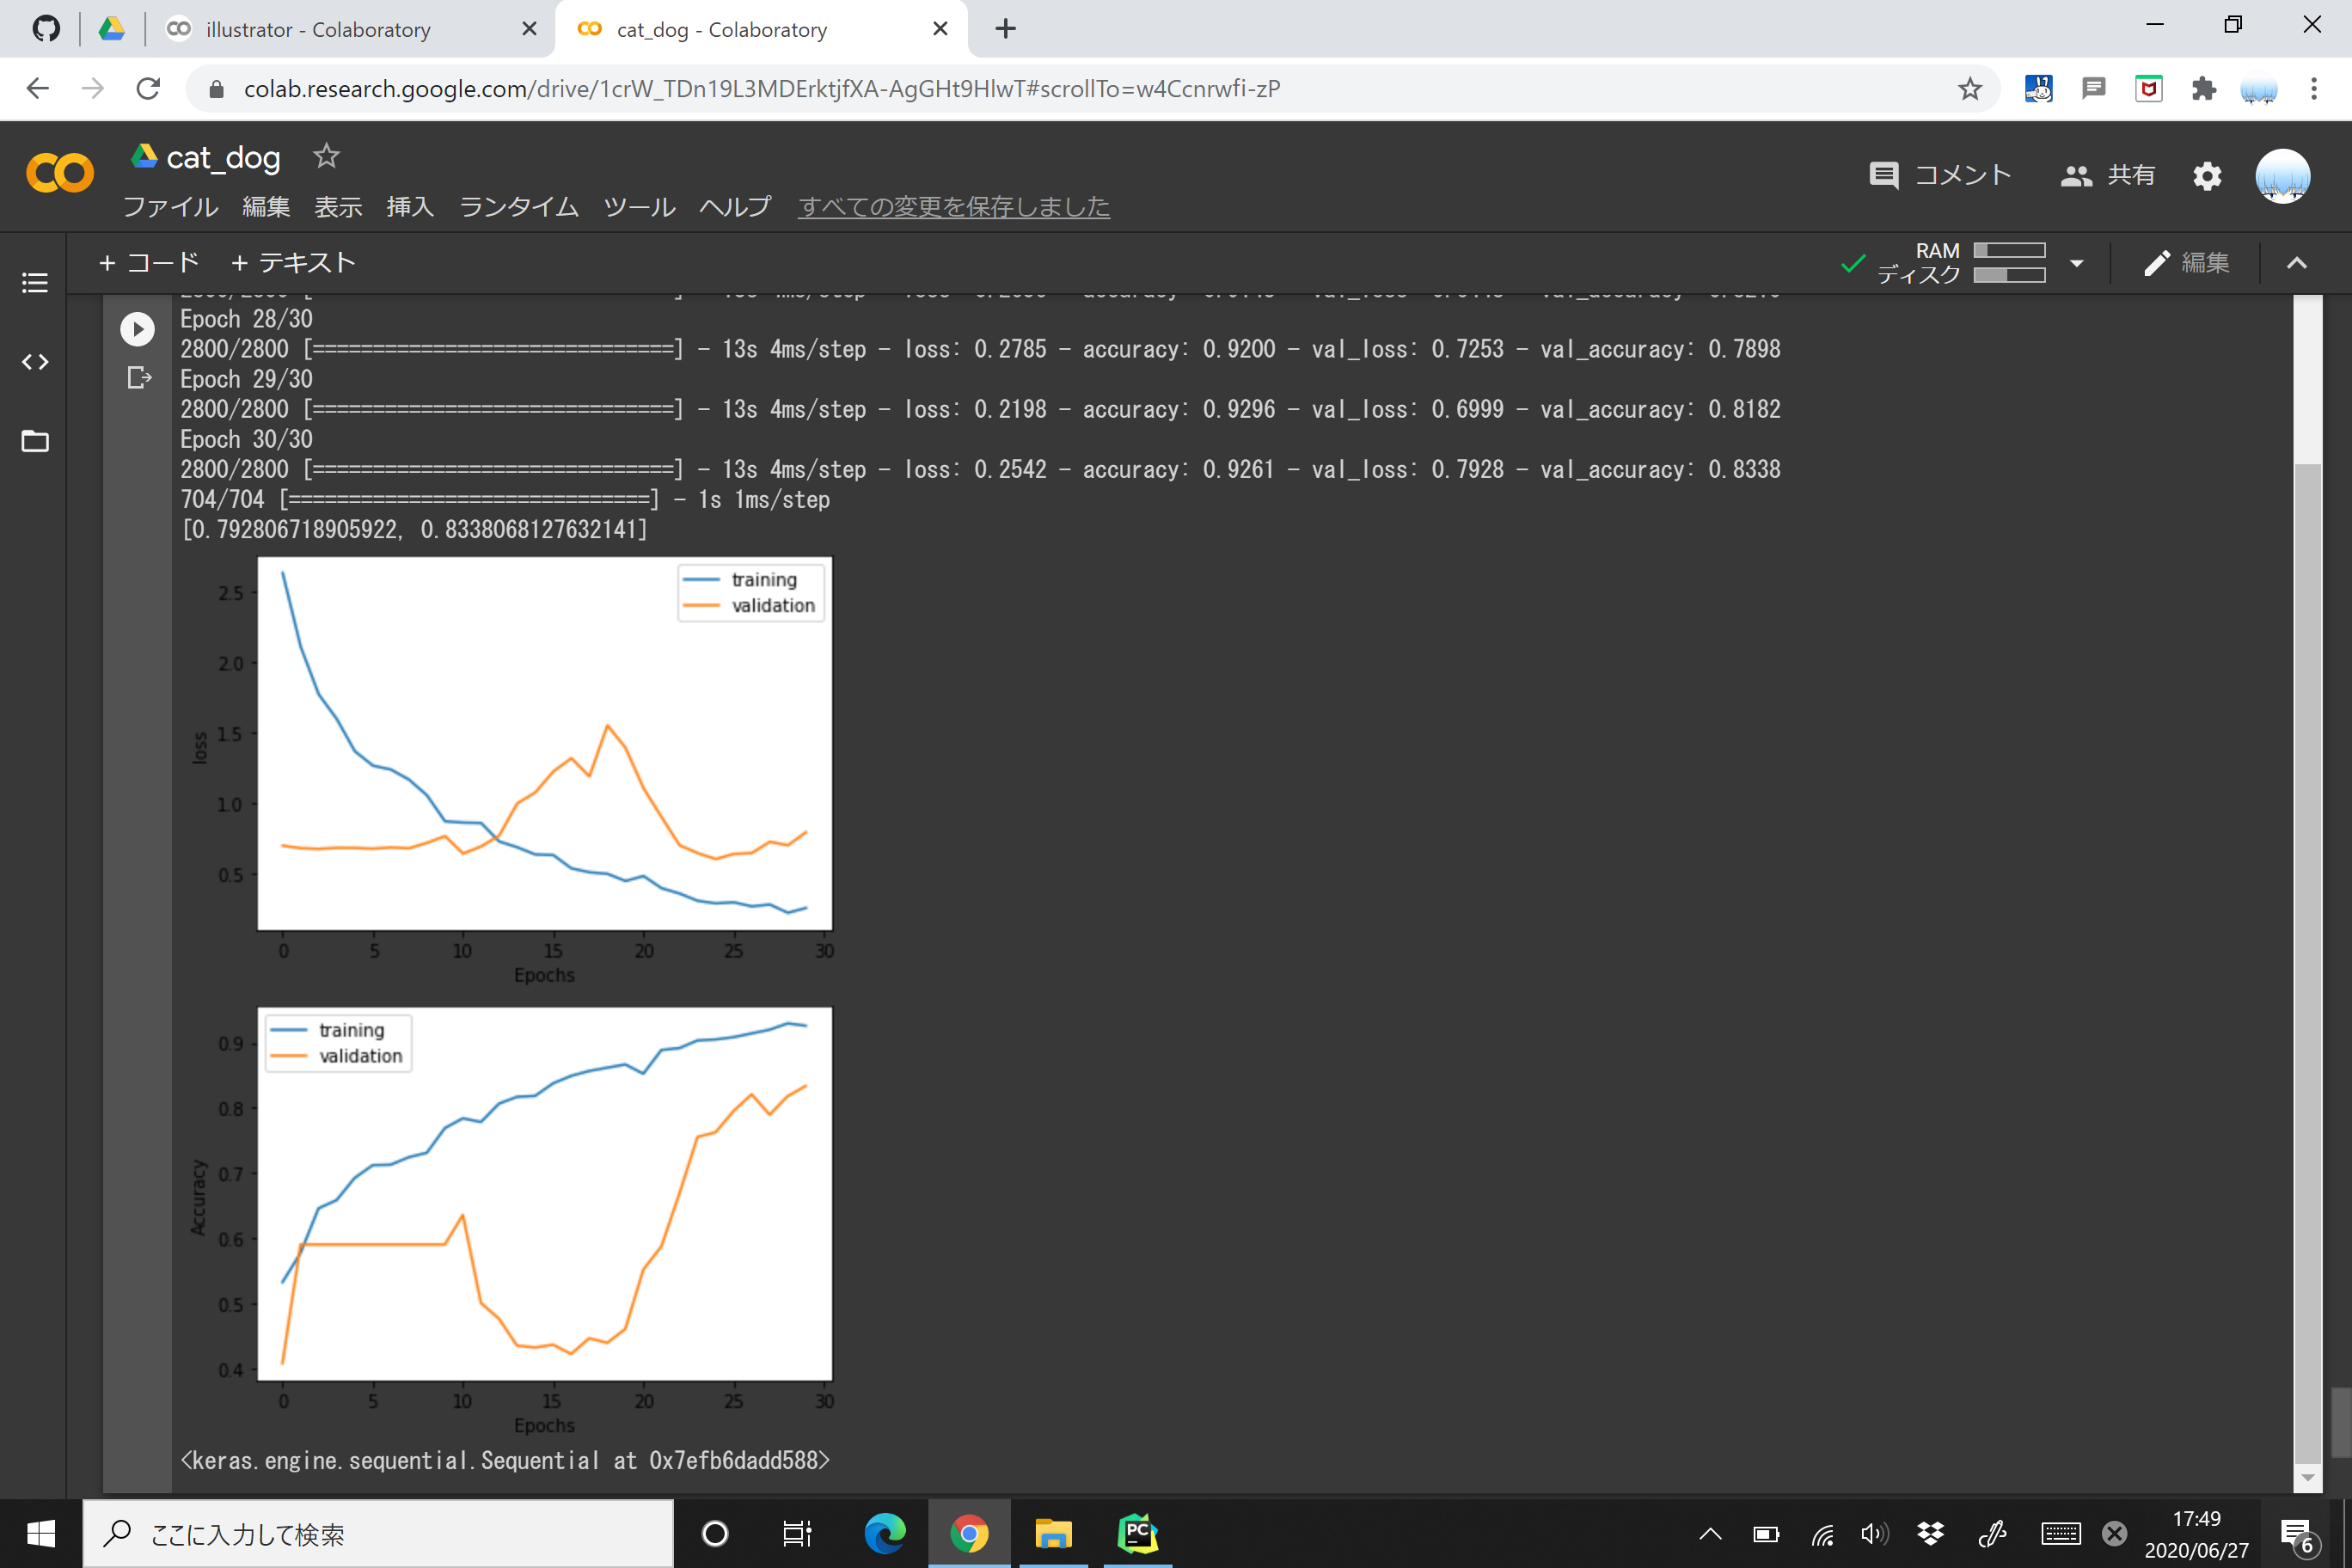 illustrator - Colaboratory
cat_dog - Colaboratory
colab.research.google.com/drive/1crW_TDn19L3MDErktjfXA-AgGHt9HlwT#scrollTo=w4Ccnrwfi-zP
cat_dog
コメント
共有
ファイル 編集 表示 挿入 ランタイム ツール ヘルプ すべての変更を保存しました
+ コード + テキスト
RAM
ディスク
編集
Epoch 28/30
2800/2800 [==============================] - 13s 4ms/step - loss: 0.2785 - accuracy: 0.9200 - val_loss: 0.7253 - val_accuracy: 0.7898
Epoch 29/30
2800/2800 [==============================] - 13s 4ms/step - loss: 0.2198 - accuracy: 0.9296 - val_loss: 0.6999 - val_accuracy: 0.8182
Epoch 30/30
2800/2800 [==============================] - 13s 4ms/step - loss: 0.2542 - accuracy: 0.9261 - val_loss: 0.7928 - val_accuracy: 0.8338
704/704 [==============================] - 1s 1ms/step
[0.792806718905922, 0.8338068127632141]
training
validation
2.5
2.0
1.5
1.0
0.5
loss
0 5 10 15 20 25 30
Epochs
training
validation
0.9
0.8
0.7
0.6
0.5
0.4
Accuracy
0 5 10 15 20 25 30
Epochs
<keras.engine.sequential.Sequential at 0x7efb6dadd588>
ここに入力して検索
PC
17:49
2020/06/27
6